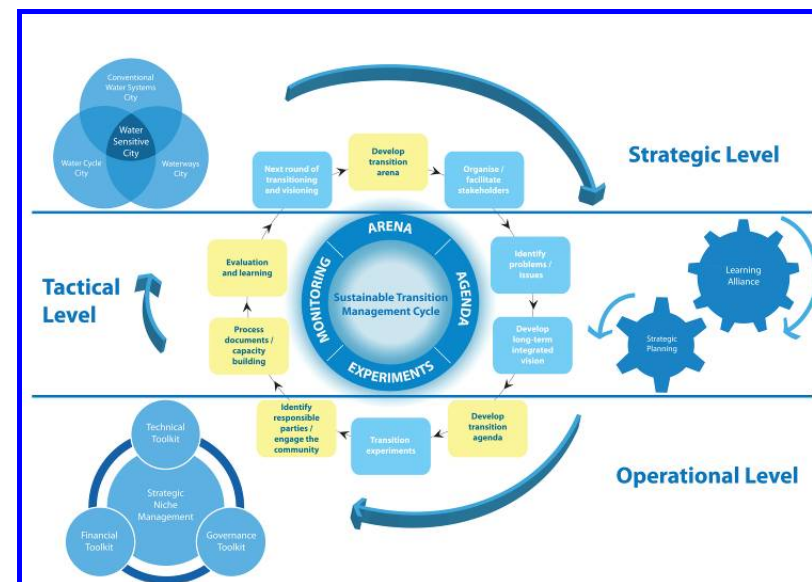 Conventional
Water Systems
City
Water
Sensitive
City
Water Cycle
City
Waterways
City
Strategic Level
Develop
transition
arena
Organise /
facilitate
stakeholders
Identify
problems /
issues
Develop
long-term
integrated
vision
Develop
transition
agenda
Transition
experiments
Identify
responsible
parties /
engage the
community
Process
documents /
capacity
building
Evaluation
and learning
Next round of
transitioning
and visioning
ARENA
AGENDA
EXPERIMENTS
MONITORING
Sustainable Transition
Management Cycle
Tactical
Level
Learning
Alliance
Strategic
Planning
Technical
Toolkit
Strategic
Niche
Management
Financial
Toolkit
Governance
Toolkit
Operational Level